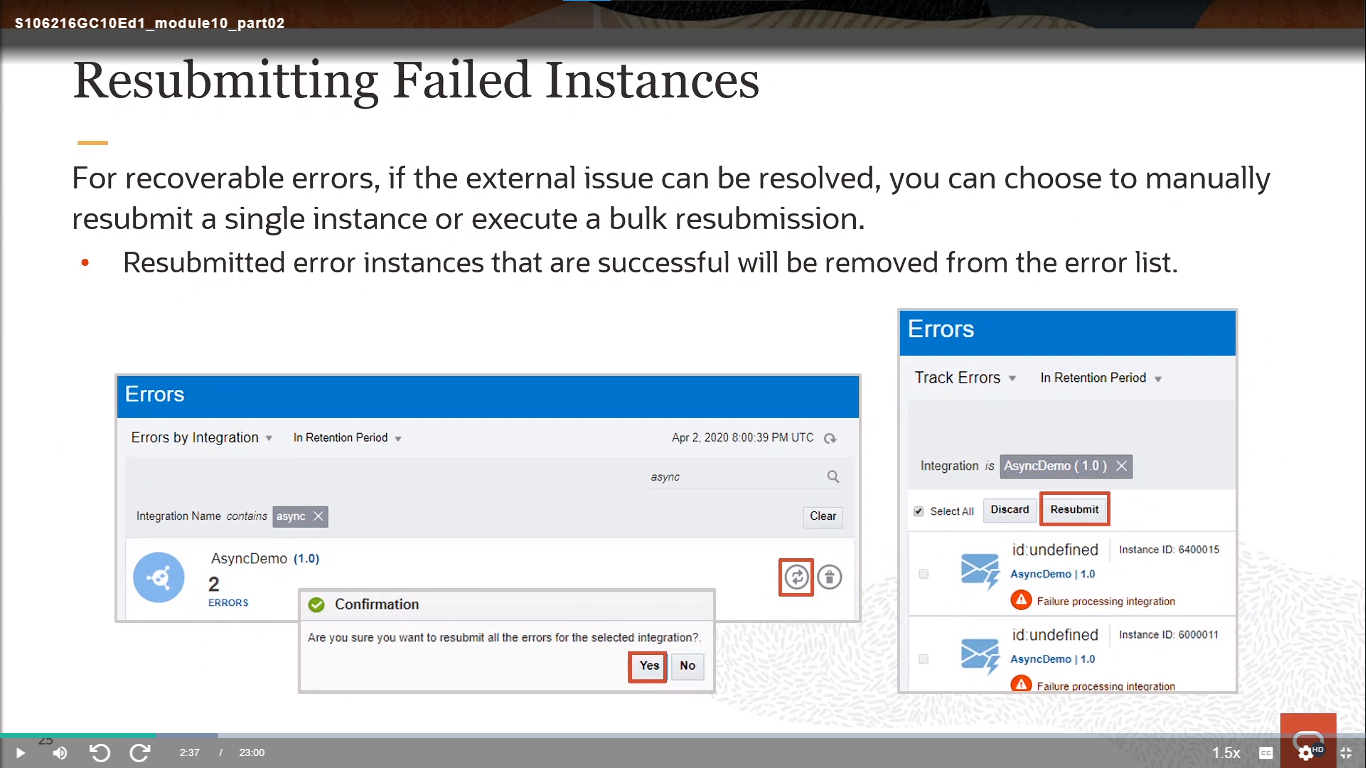 S106216GC10Ed1_module10_part02
Resubmitting Failed Instances
For recoverable errors, if the external issue can be resolved, you can choose to manually
resubmit a single instance or execute a bulk resubmission.
• Resubmitted error instances that are successful will be removed from the error list.
Errors
Errors by Integration In Retention Period Apr 2, 2020 8:00:39 PM UTC
async
Integration Name contains async Clear
AsyncDemo (1.0)
2
ERRORS
Confirmation
Are you sure you want to resubmit all the errors for the selected integration?.
Yes No
Errors
Track Errors In Retention Period
Integration is AsyncDemo ( 1.0 )
Select All Discard Resubmit
id:undefined Instance ID: 6400015
AsyncDemo | 1.0
Failure processing integration
id:undefined Instance ID: 6000011
AsyncDemo | 1.0
Failure processing integration
25
2:37 / 23:00 1.5x CC HD